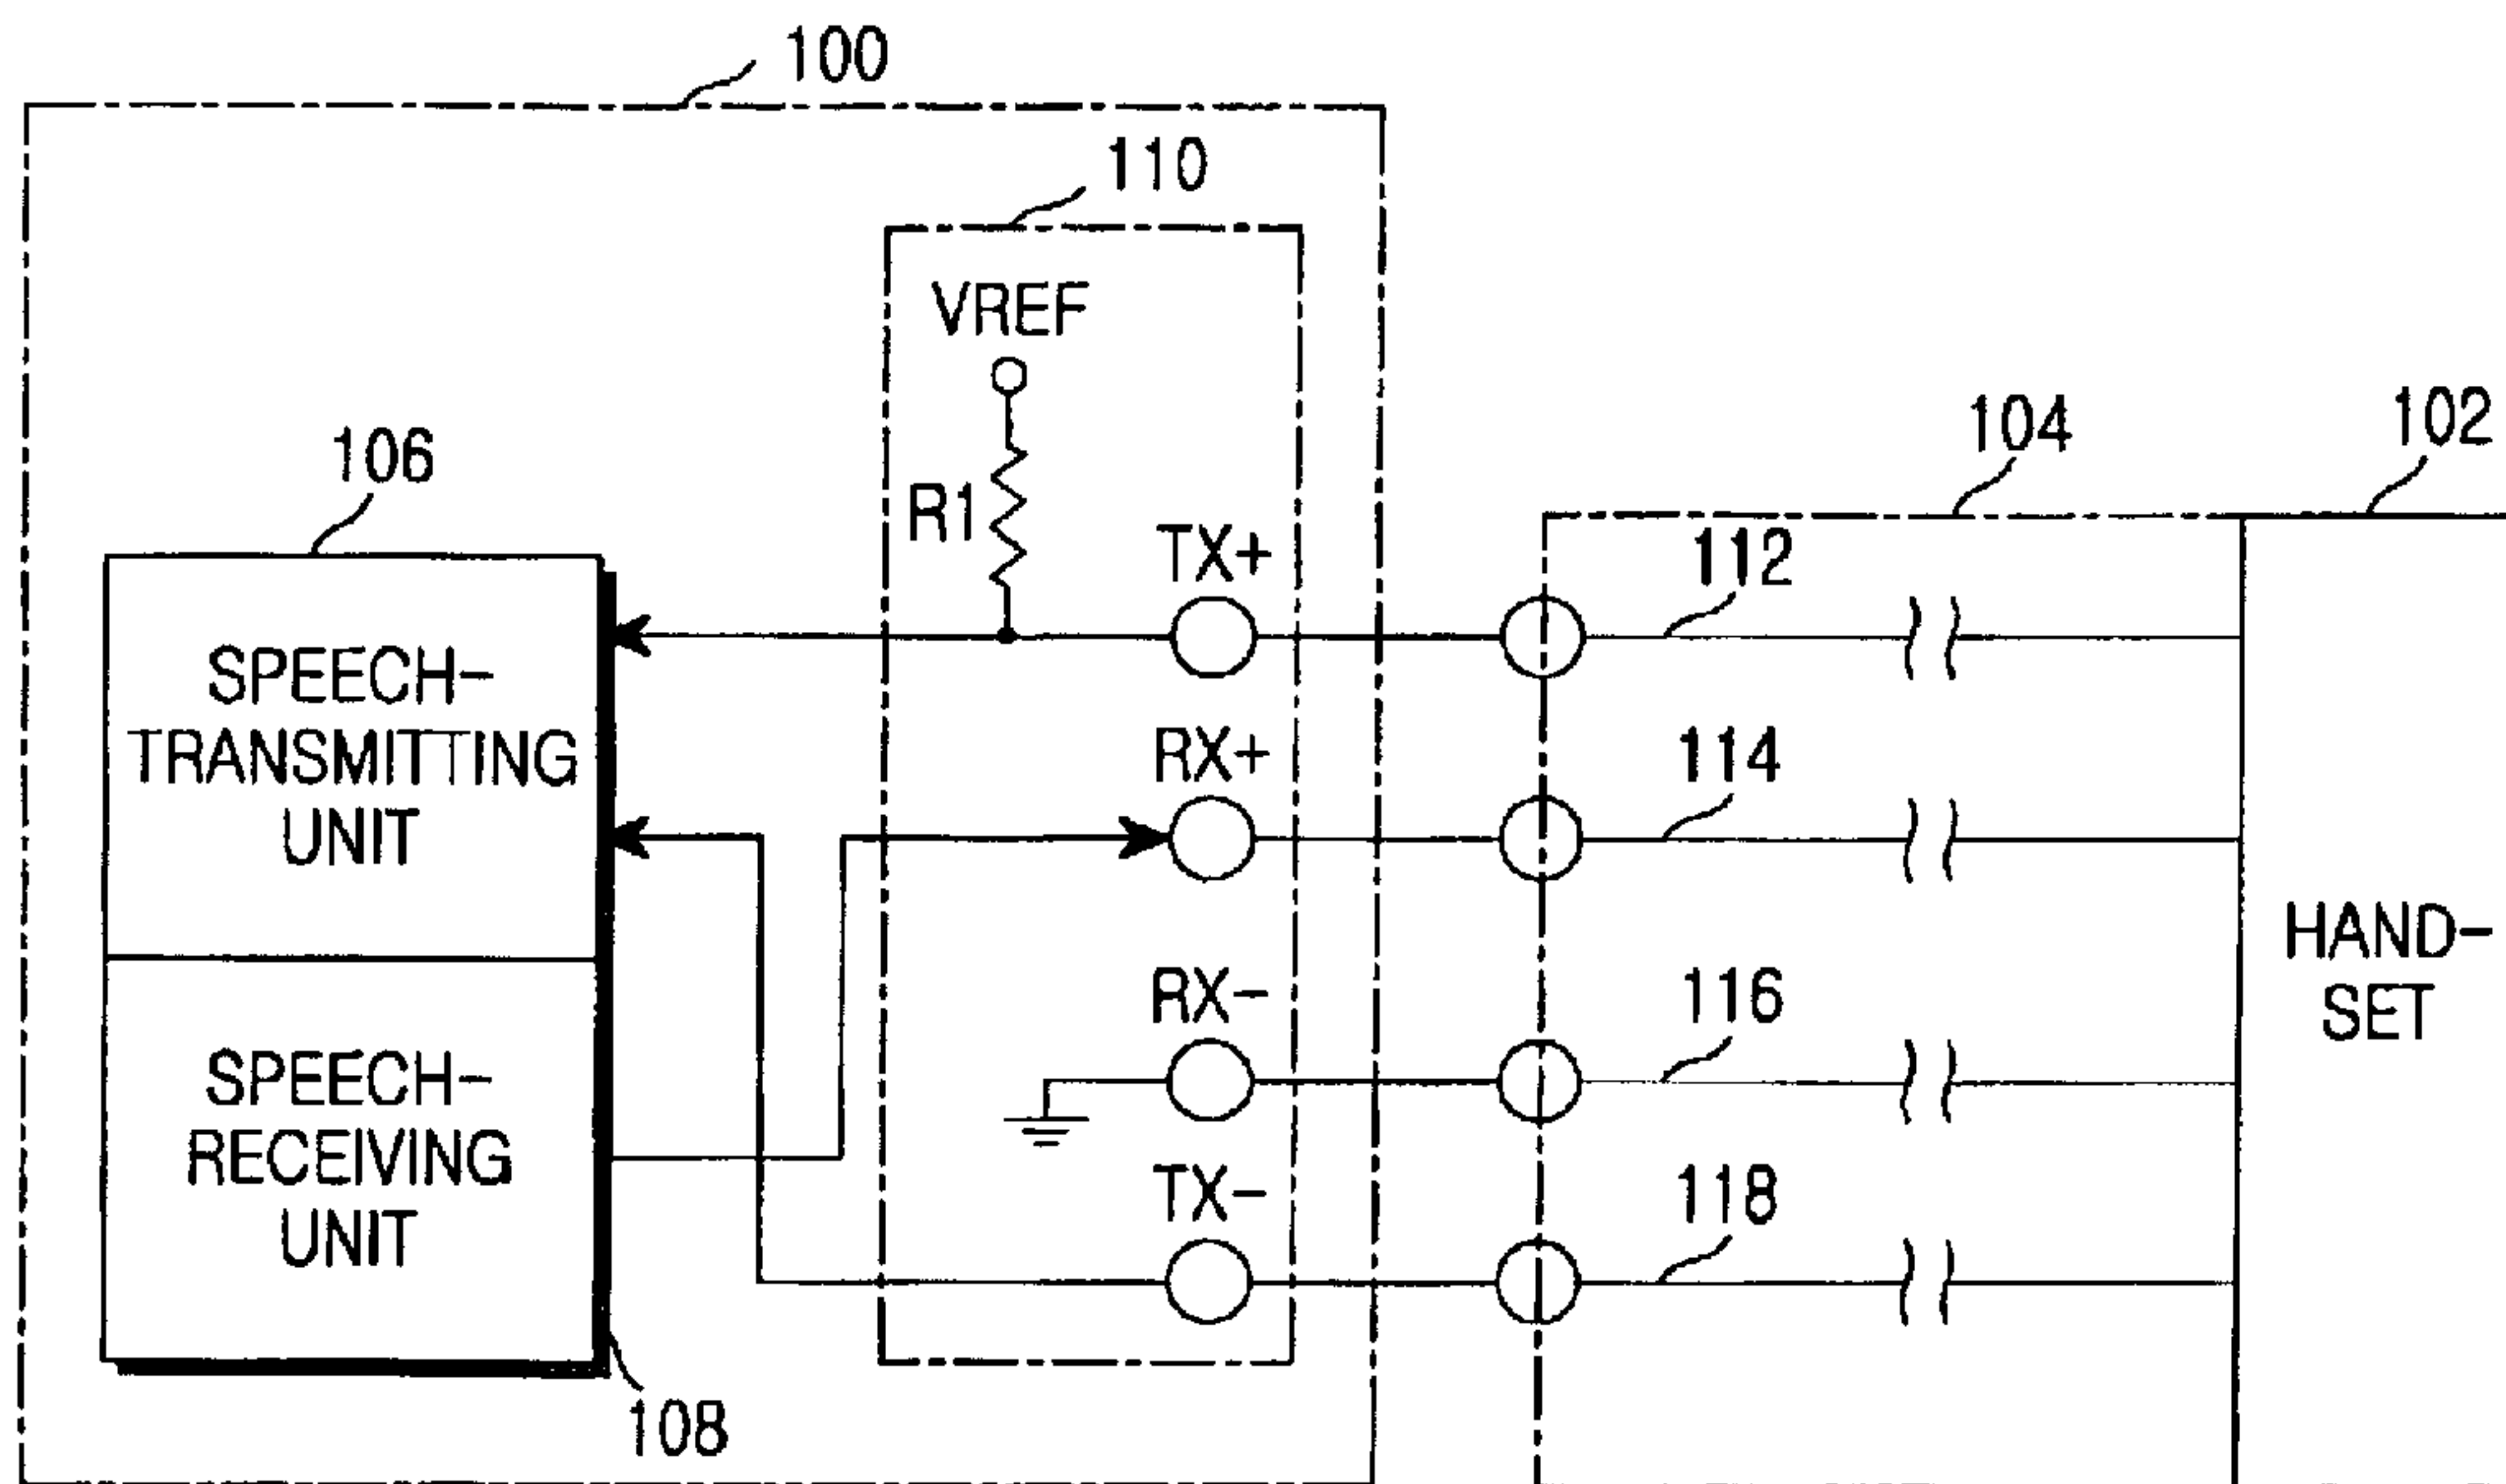 100
110
VREF
R1
106
104
102
TX+
112
SPEECH-
TRANSMITTING
UNIT
RX+
114
HAND-
SET
RX-
116
SPEECH-
RECEIVING
UNIT
TX-
118
108